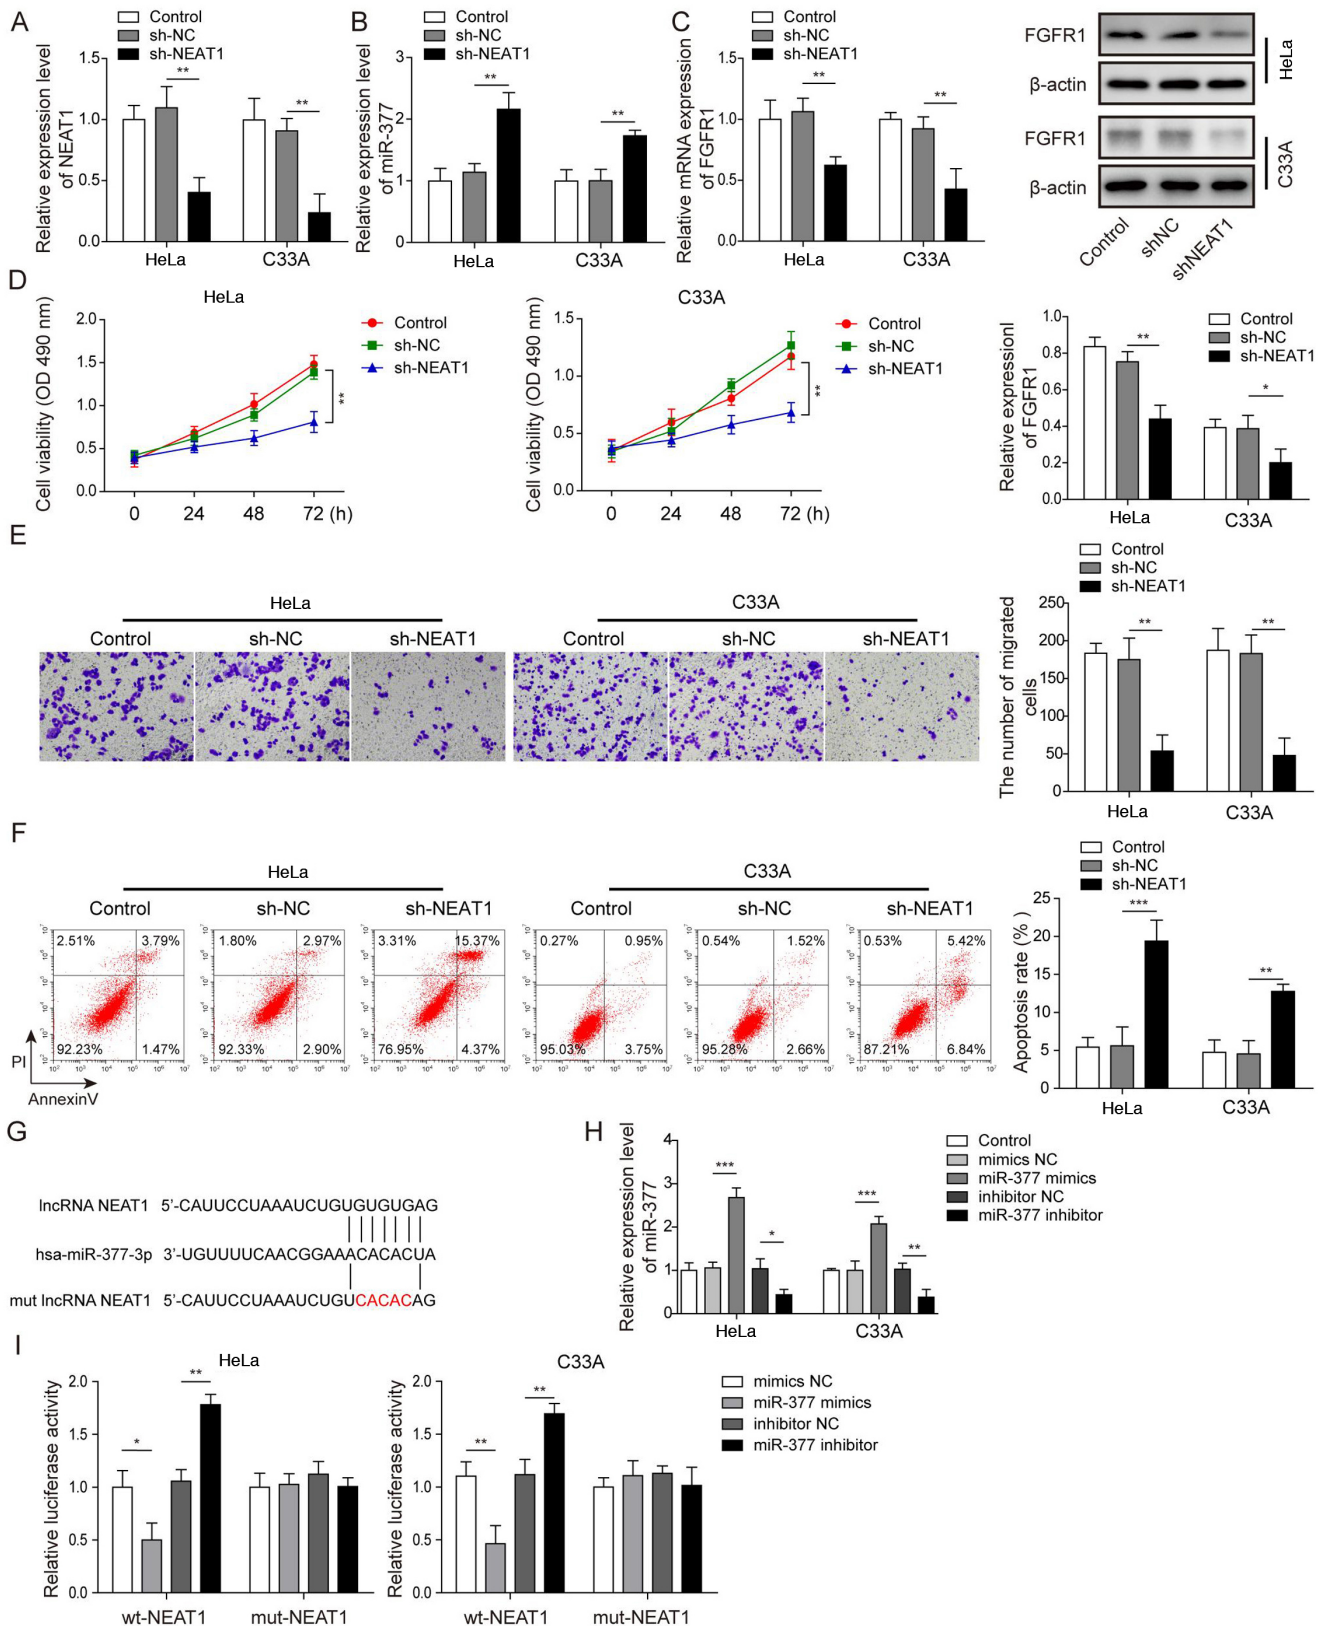 A
Control
sh-NC
sh-NEAT1
Relative expression level
of NEAT1
1.5
1.0
0.5
0.0
**
**
HeLa
C33A
B
Control
sh-NC
sh-NEAT1
Relative expression level
of miR-377
3
2
1
0
**
**
HeLa
C33A
C
Control
sh-NC
sh-NEAT1
Relative mRNA expression
of FGFR1
1.5
1.0
0.5
0.0
**
**
HeLa
C33A
FGFR1
β-actin
FGFR1
β-actin
HeLa
C33A
Control
shNC
shNEAT1
D
HeLa
Cell viability (OD 490 nm)
2.0
1.5
1.0
0.5
0.0
0 24 48 72 (h)
Control
sh-NC
sh-NEAT1
**
C33A
Cell viability (OD 490 nm)
1.5
1.0
0.5
0.0
0 24 48 72 (h)
Control
sh-NC
sh-NEAT1
**
Relative expressionl
of FGFR1
1.0
0.8
0.6
0.4
0.2
0.0
Control
sh-NC
sh-NEAT1
**
*
HeLa
C33A
E
HeLa
C33A
Control sh-NC sh-NEAT1 Control sh-NC sh-NEAT1
Control
sh-NC
sh-NEAT1
The number of migrated
cells
250
200
150
100
50
0
**
**
HeLa
C33A
F
HeLa
C33A
Control sh-NC sh-NEAT1 Control sh-NC sh-NEAT1
2.51% 3.79%
92.23% 1.47%
1.80% 2.97%
92.33% 2.90%
3.31% 15.37%
76.95% 4.37%
0.27% 0.95%
95.03% 3.75%
0.54% 1.52%
95.28% 2.66%
0.53% 5.42%
87.21% 6.84%
PI
AnnexinV
Control
sh-NC
sh-NEAT1
Apoptosis rate (% )
25
20
15
10
5
0
***
**
HeLa
C33A
G
lncRNA NEAT1 5’-CAUUCCUAAAUCUGUGUGUGAG
hsa-miR-377-3p 3’-UGUUUUCAACGGAAACACACUA
mut lncRNA NEAT1 5’-CAUUCCUAAAUCUGUCACACAG
H
Relative expression level
of miR-377
4
3
2
1
0
***
*
***
**
HeLa
C33A
Control
mimics NC
miR-377 mimics
inhibitor NC
miR-377 inhibitor
I
HeLa
Relative luciferase activity
2.0
1.5
1.0
0.5
0.0
*
**
wt-NEAT1
mut-NEAT1
C33A
Relative luciferase activity
2.0
1.5
1.0
0.5
0.0
**
**
wt-NEAT1
mut-NEAT1
mimics NC
miR-377 mimics
inhibitor NC
miR-377 inhibitor